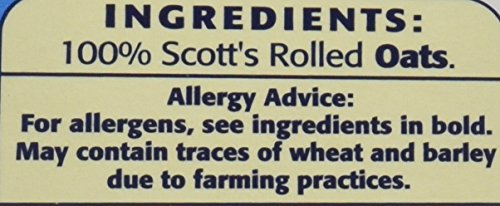 INGREDIENTS:
100% Scott's Rolled Oats.
Allergy Advice:
For allergens, see ingredients in bold.
May contain traces of wheat and barley
due to farming practices.